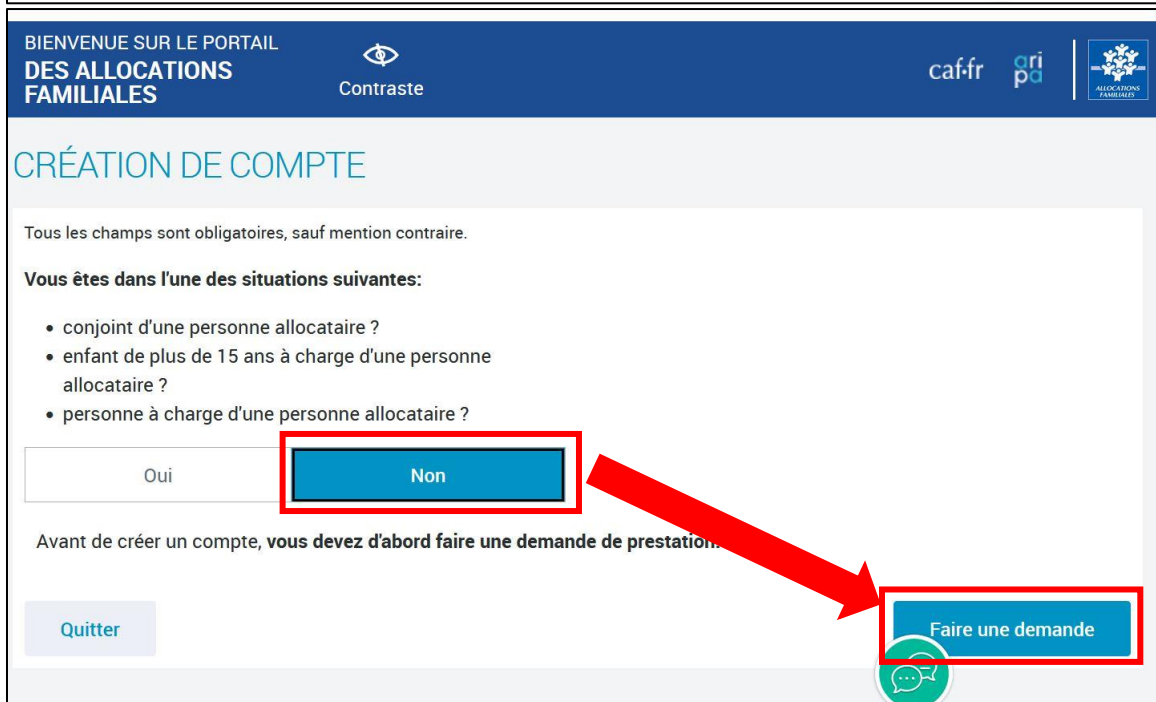 BIENVENUE SUR LE PORTAIL
DES ALLOCATIONS
FAMILIALES
Contraste
caf·fr
aripa
ALLOCATIONS
FAMILIALES
CRÉATION DE COMPTE
Tous les champs sont obligatoires, sauf mention contraire.
Vous êtes dans l'une des situations suivantes:
• conjoint d'une personne allocataire ?
• enfant de plus de 15 ans à charge d'une personne
allocataire ?
• personne à charge d'une personne allocataire ?
Oui
Non
Avant de créer un compte, vous devez d'abord faire une demande de prestation.
Quitter
Faire une demande